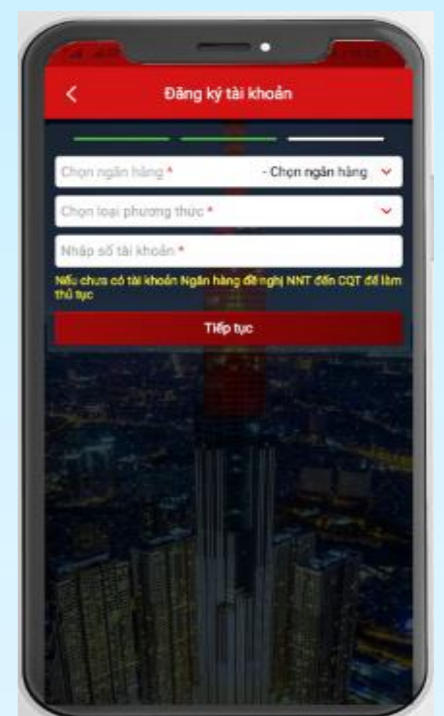 Đăng ký tài khoản
Chọn ngân hàng * - Chọn ngân hàng
Chọn loại phương thức *
Nhập số tài khoản *
Nếu chưa có tài khoản Ngân hàng đề nghị NNT đến CQT để làm
thủ tục
Tiếp tục